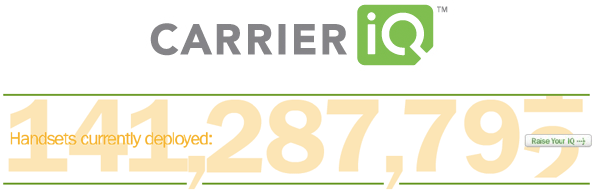 CARRIER iQ™
141,287,79
Handsets currently deployed:
Raise Your IQ